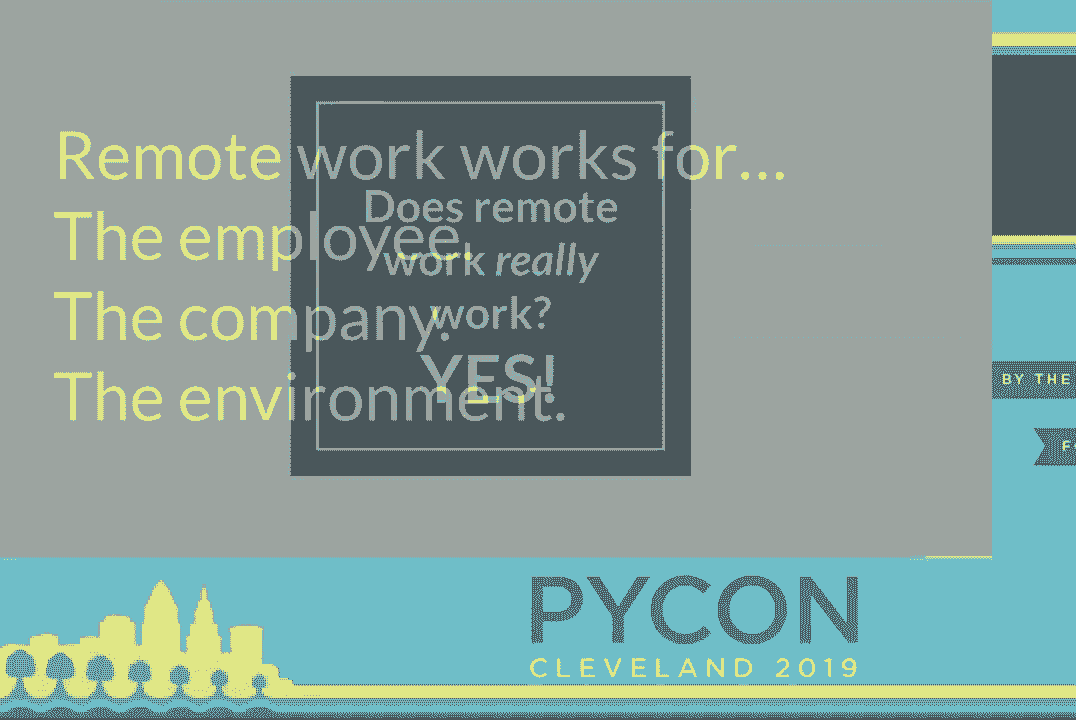 Remote work works for...
The employee.
The company.
The environment.
Does remote
work really
work?
YES!
BY THE
PYCON
CLEVELAND 2019